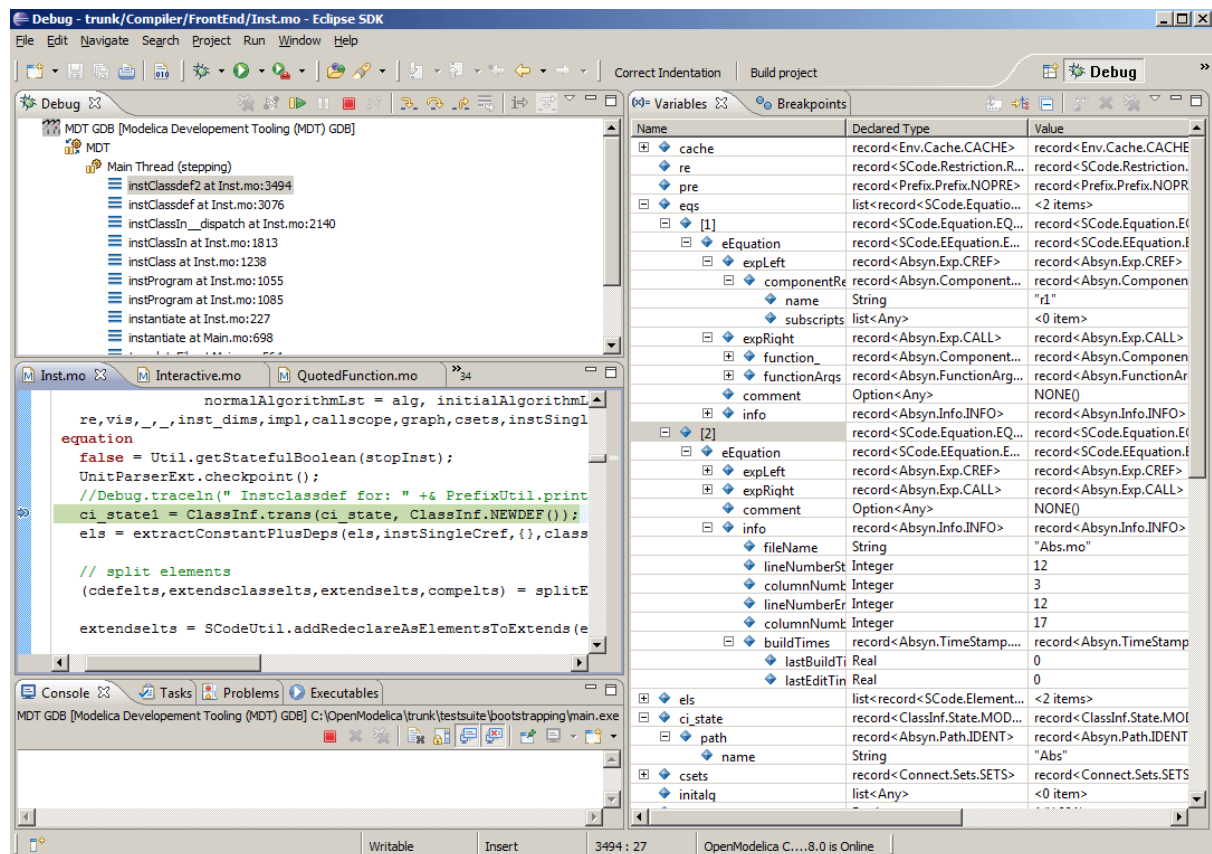 Debug - trunk/Compiler/FrontEnd/Inst.mo - Eclipse SDK
File Edit Navigate Search Project Run Window Help
Correct Indentation Build project Debug »
Debug
MDT GDB [Modelica Developement Tooling (MDT) GDB]
MDT
Main Thread (stepping)
instClassdef2 at Inst.mo:3494
instClassdef at Inst.mo:3076
instClassIn__dispatch at Inst.mo:2140
instClassIn at Inst.mo:1813
instClass at Inst.mo:1238
instProgram at Inst.mo:1055
instProgram at Inst.mo:1085
instantiate at Inst.mo:227
instantiate at Main.mo:698
Inst.mo Interactive.mo QuotedFunction.mo »34
normalAlgorithmLst = alg, initialAlgorithmL
re,vis,_,_,inst_dims,impl,callscope,graph,csets,instSingl
equation
false = Util.getStatefulBoolean(stopInst);
UnitParserExt.checkpoint();
//Debug.traceln(" Instclassdef for: " +& PrefixUtil.print
ci_state1 = ClassInf.trans(ci_state, ClassInf.NEWDEF());
els = extractConstantPlusDeps(els,instSingleCref,{},class
// split elements
(cdefelts,extendsclasselts,extendselts,compelts) = splitE
extendselts = SCodeUtil.addRedeclareAsElementsToExtends(e
Console Tasks Problems Executables
MDT GDB [Modelica Developement Tooling (MDT) GDB] C:\OpenModelica\trunk\testsuite\bootstrapping\main.exe
(x)= Variables Breakpoints
Name Declared Type Value
cache record<Env.Cache.CACHE> record<Env.Cache.CACHE
re record<SCode.Restriction.R... record<SCode.Restriction.
pre record<Prefix.Prefix.NOPRE> record<Prefix.Prefix.NOPR
eqs list<record<SCode.Equatio... <2 items>
[1] record<SCode.Equation.EQ... record<SCode.Equation.E
eEquation record<SCode.EEquation.E... record<SCode.EEquation.E
expLeft record<Absyn.Exp.CREF> record<Absyn.Exp.CREF>
componentRe record<Absyn.Component... record<Absyn.Componen
name String "r1"
subscripts list<Any> <0 item>
expRight record<Absyn.Exp.CALL> record<Absyn.Exp.CALL>
function_ record<Absyn.Component... record<Absyn.Componen
functionArgs record<Absyn.FunctionArg... record<Absyn.FunctionAr
comment Option<Any> NONE()
info record<Absyn.Info.INFO> record<Absyn.Info.INFO>
[2] record<SCode.Equation.EQ... record<SCode.Equation.E
eEquation record<SCode.EEquation.E... record<SCode.EEquation.E
expLeft record<Absyn.Exp.CREF> record<Absyn.Exp.CREF>
expRight record<Absyn.Exp.CALL> record<Absyn.Exp.CALL>
comment Option<Any> NONE()
info record<Absyn.Info.INFO> record<Absyn.Info.INFO>
fileName String "Abs.mo"
lineNumberSt Integer 12
columnNumb Integer 3
lineNumberEr Integer 12
columnNumb Integer 17
buildTimes record<Absyn.TimeStamp.... record<Absyn.TimeStamp
lastBuildTi Real 0
lastEditTin Real 0
els list<record<SCode.Element... <2 items>
ci_state record<ClassInf.State.MOD... record<ClassInf.State.MOD
path record<Absyn.Path.IDENT> record<Absyn.Path.IDENT
name String "Abs"
csets record<Connect.Sets.SETS> record<Connect.Sets.SETS
initalg list<Any> <0 item>
Writable Insert 3494 : 27 OpenModelica C....8.0 is Online